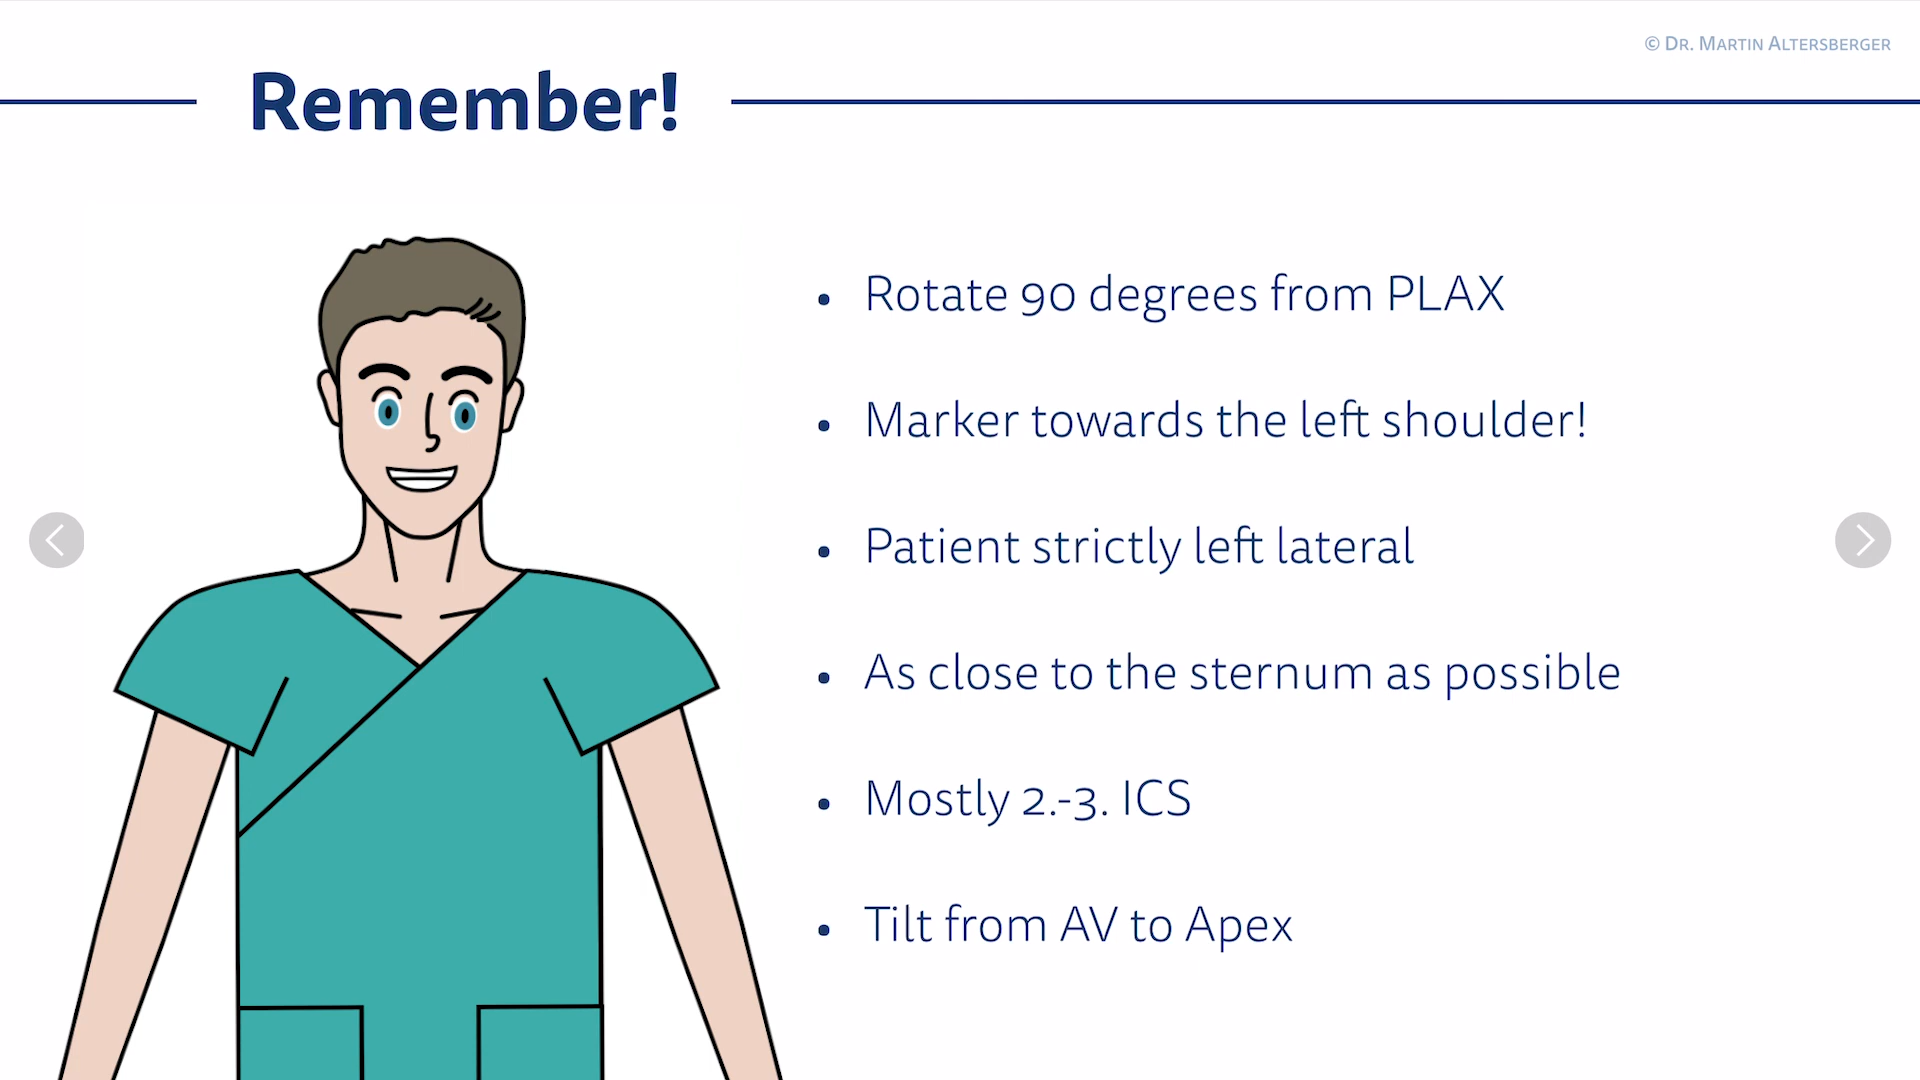 © Dr. Martin Altersberger
Remember!
• Rotate 90 degrees from PLAX
• Marker towards the left shoulder!
• Patient strictly left lateral
• As close to the sternum as possible
• Mostly 2.-3. ICS
• Tilt from AV to Apex